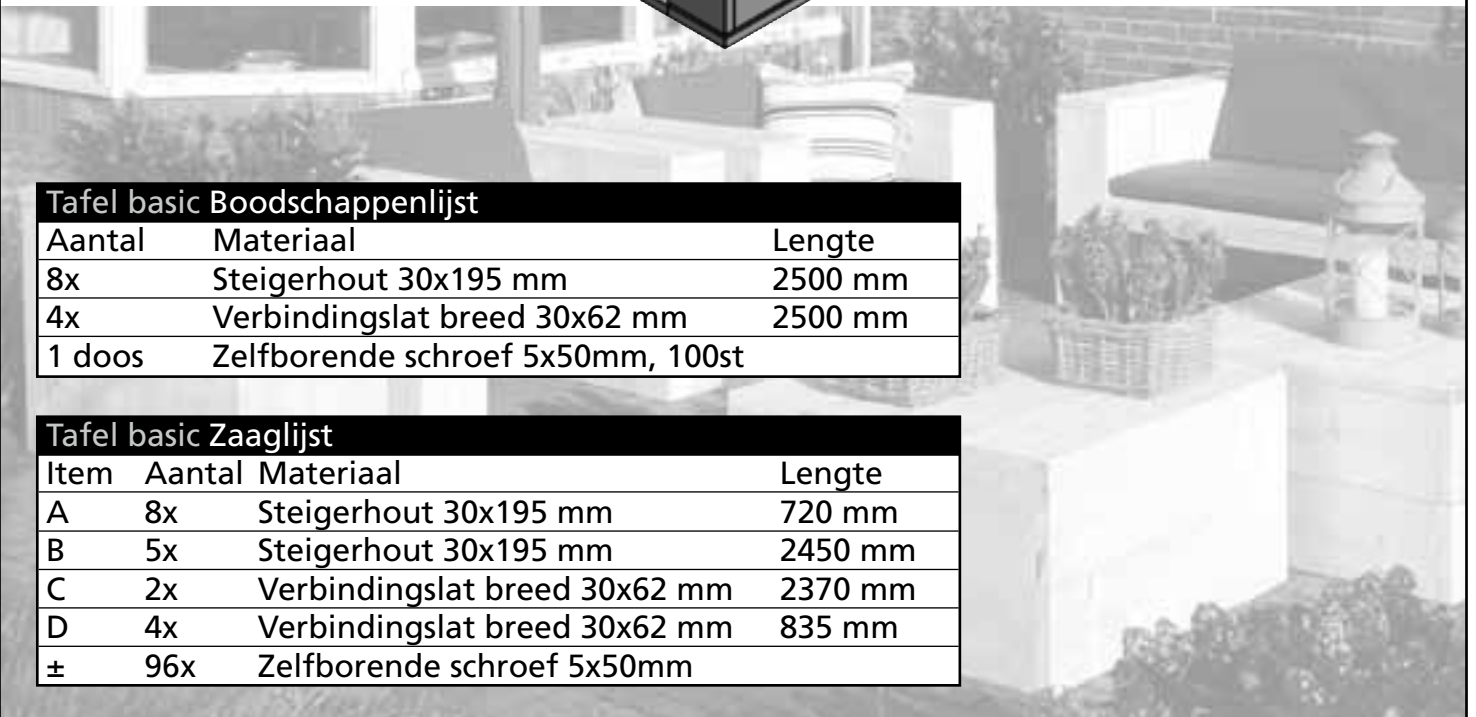 Tafel basic Boodschappenlijst
Aantal Materiaal Lengte
8x Steigerhout 30x195 mm 2500 mm
4x Verbindingslat breed 30x62 mm 2500 mm
1 doos Zelfborende schroef 5x50mm, 100st
Tafel basic Zaaglijst
Item Aantal Materiaal Lengte
A 8x Steigerhout 30x195 mm 720 mm
B 5x Steigerhout 30x195 mm 2450 mm
C 2x Verbindingslat breed 30x62 mm 2370 mm
D 4x Verbindingslat breed 30x62 mm 835 mm
± 96x Zelfborende schroef 5x50mm